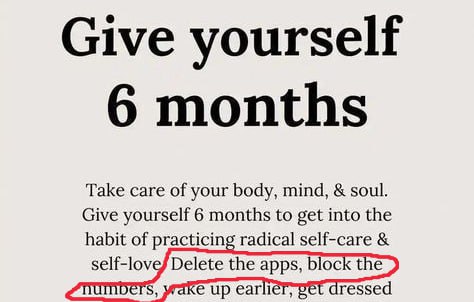 Give yourself
6 months
Take care of your body, mind, & soul.
Give yourself 6 months to get into the
habit of practicing radical self-care &
self-love. Delete the apps, block the
numbers, wake up earlier, get dressed